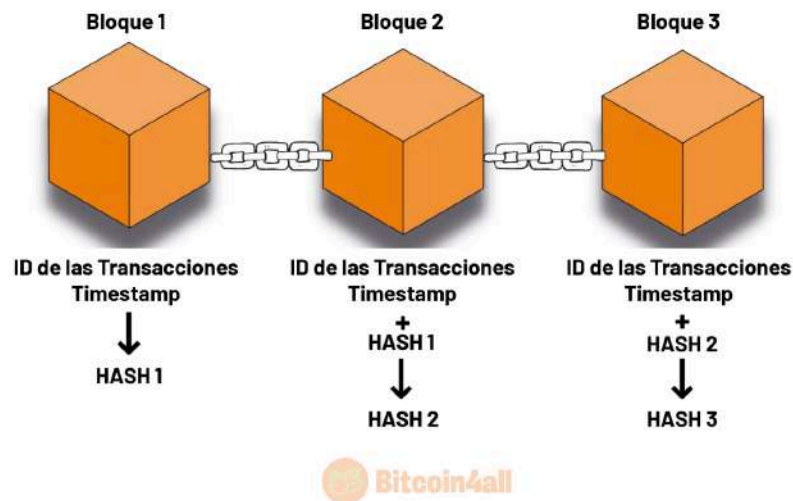 Bloque 1
Bloque 2
Bloque 3
ID de las Transacciones
Timestamp
HASH 1
ID de las Transacciones
Timestamp
+
HASH 1
HASH 2
ID de las Transacciones
Timestamp
+
HASH 2
HASH 3
Bitcoin4all